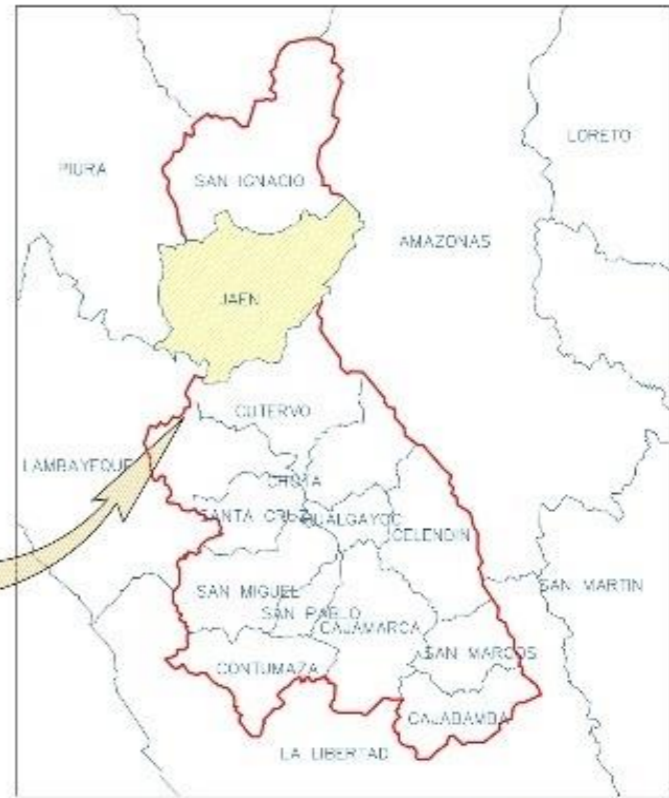 LORETO
PIURA
SAN IGNACIO
AMAZONAS
JAEN
CUTERVO
LAMBAYEQUE
CHOTA
SANTA CRUZ
HUALGAYOC
CELENDIN
SAN MIGUEL
SAN MARTIN
SAN PABLO
CAJAMARCA
SAN MARCOS
CONTUMAZA
CAJABAMBA
LA LIBERTAD